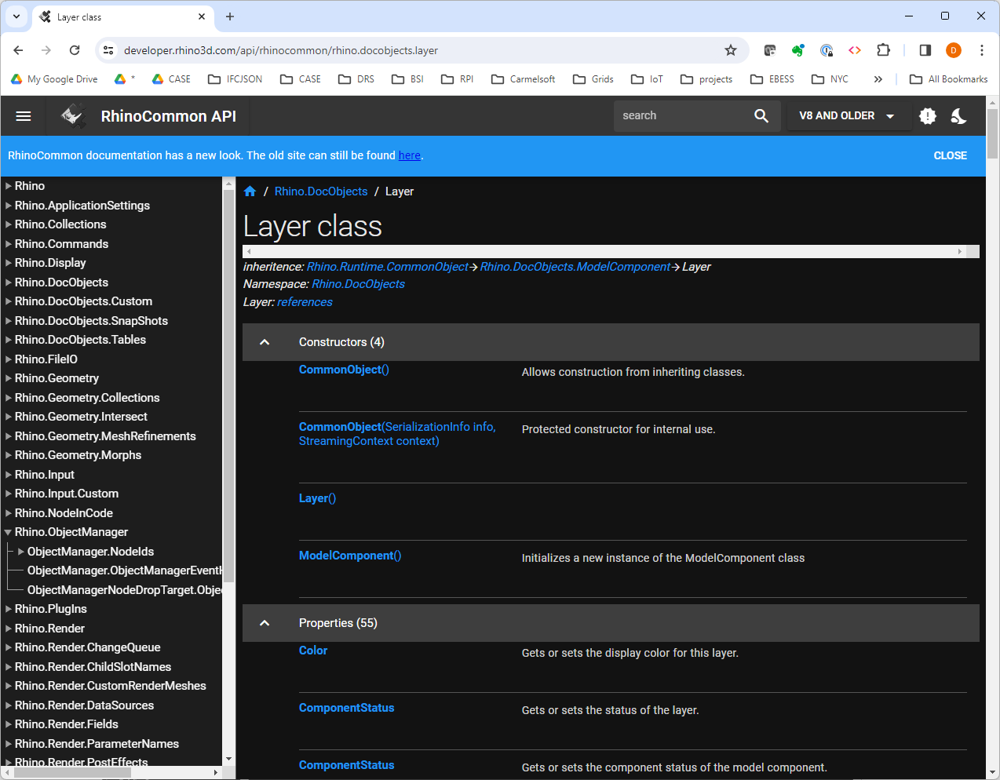 Layer class
developer.rhino3d.com/api/rhinocommon/rhino.docobjects.layer
D
My Google Drive
*
CASE
IFCJSON
CASE
DRS
BSI
RPI
Carmelsoft
Grids
IoT
projects
EBESS
NYC
All Bookmarks
RhinoCommon API
search
V8 AND OLDER
RhinoCommon documentation has a new look. The old site can still be found here.
CLOSE
Rhino
Rhino.ApplicationSettings
Rhino.Collections
Rhino.Commands
Rhino.Display
Rhino.DocObjects
Rhino.DocObjects.Custom
Rhino.DocObjects.SnapShots
Rhino.DocObjects.Tables
Rhino.FileIO
Rhino.Geometry
Rhino.Geometry.Collections
Rhino.Geometry.Intersect
Rhino.Geometry.MeshRefinements
Rhino.Geometry.Morphs
Rhino.Input
Rhino.Input.Custom
Rhino.NodeInCode
Rhino.ObjectManager
ObjectManager.NodeIds
ObjectManager.ObjectManagerEventH
ObjectManagerNodeDropTarget.Obje
Rhino.PlugIns
Rhino.Render
Rhino.Render.ChangeQueue
Rhino.Render.ChildSlotNames
Rhino.Render.CustomRenderMeshes
Rhino.Render.DataSources
Rhino.Render.Fields
Rhino.Render.ParameterNames
Rhino.Render.PostEffects
/ Rhino.DocObjects / Layer
Layer class
inheritence: Rhino.Runtime.CommonObject→Rhino.DocObjects.ModelComponent→Layer
Namespace: Rhino.DocObjects
Layer: references
Constructors (4)
CommonObject()
Allows construction from inheriting classes.
CommonObject(SerializationInfo info,
StreamingContext context)
Protected constructor for internal use.
Layer()
ModelComponent()
Initializes a new instance of the ModelComponent class
Properties (55)
Color
Gets or sets the display color for this layer.
ComponentStatus
Gets or sets the status of the layer.
ComponentStatus
Gets or sets the component status of the model component.